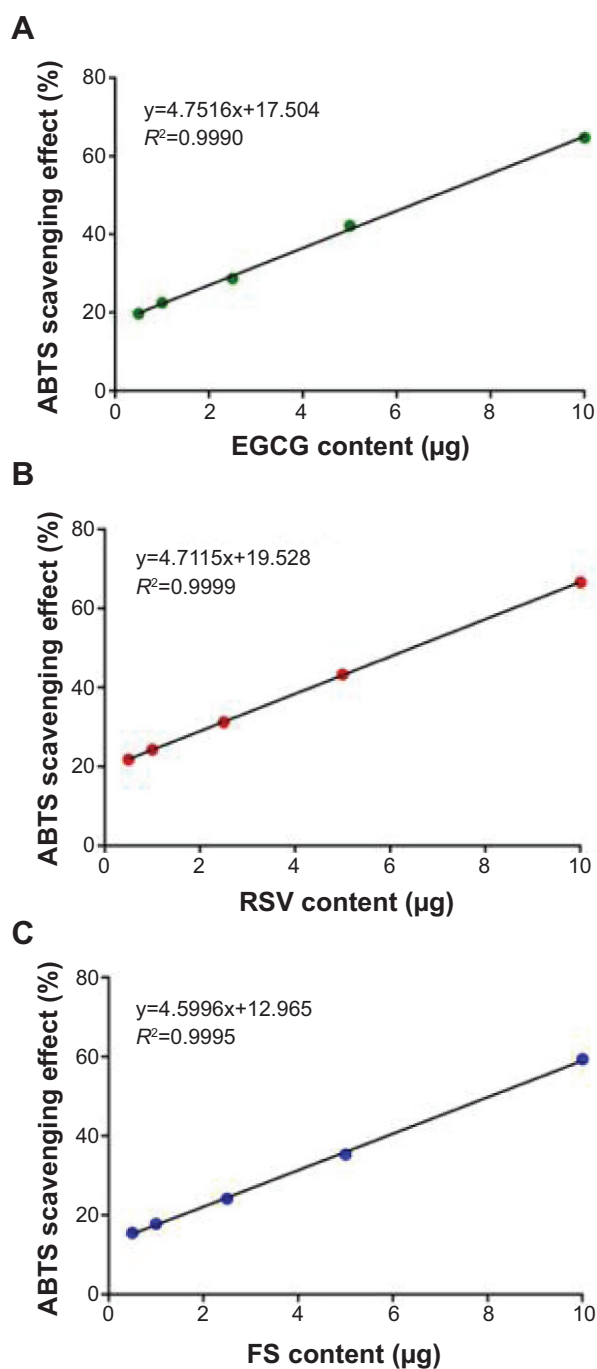 A
ABTS scavenging effect (%)
80
60
40
20
0
y=4.7516x+17.504
R²=0.9990
0 2 4 6 8 10
EGCG content (µg)
B
ABTS scavenging effect (%)
80
60
40
20
0
y=4.7115x+19.528
R²=0.9999
0 2 4 6 8 10
RSV content (µg)
C
ABTS scavenging effect (%)
80
60
40
20
0
y=4.5996x+12.965
R²=0.9995
0 2 4 6 8 10
FS content (µg)